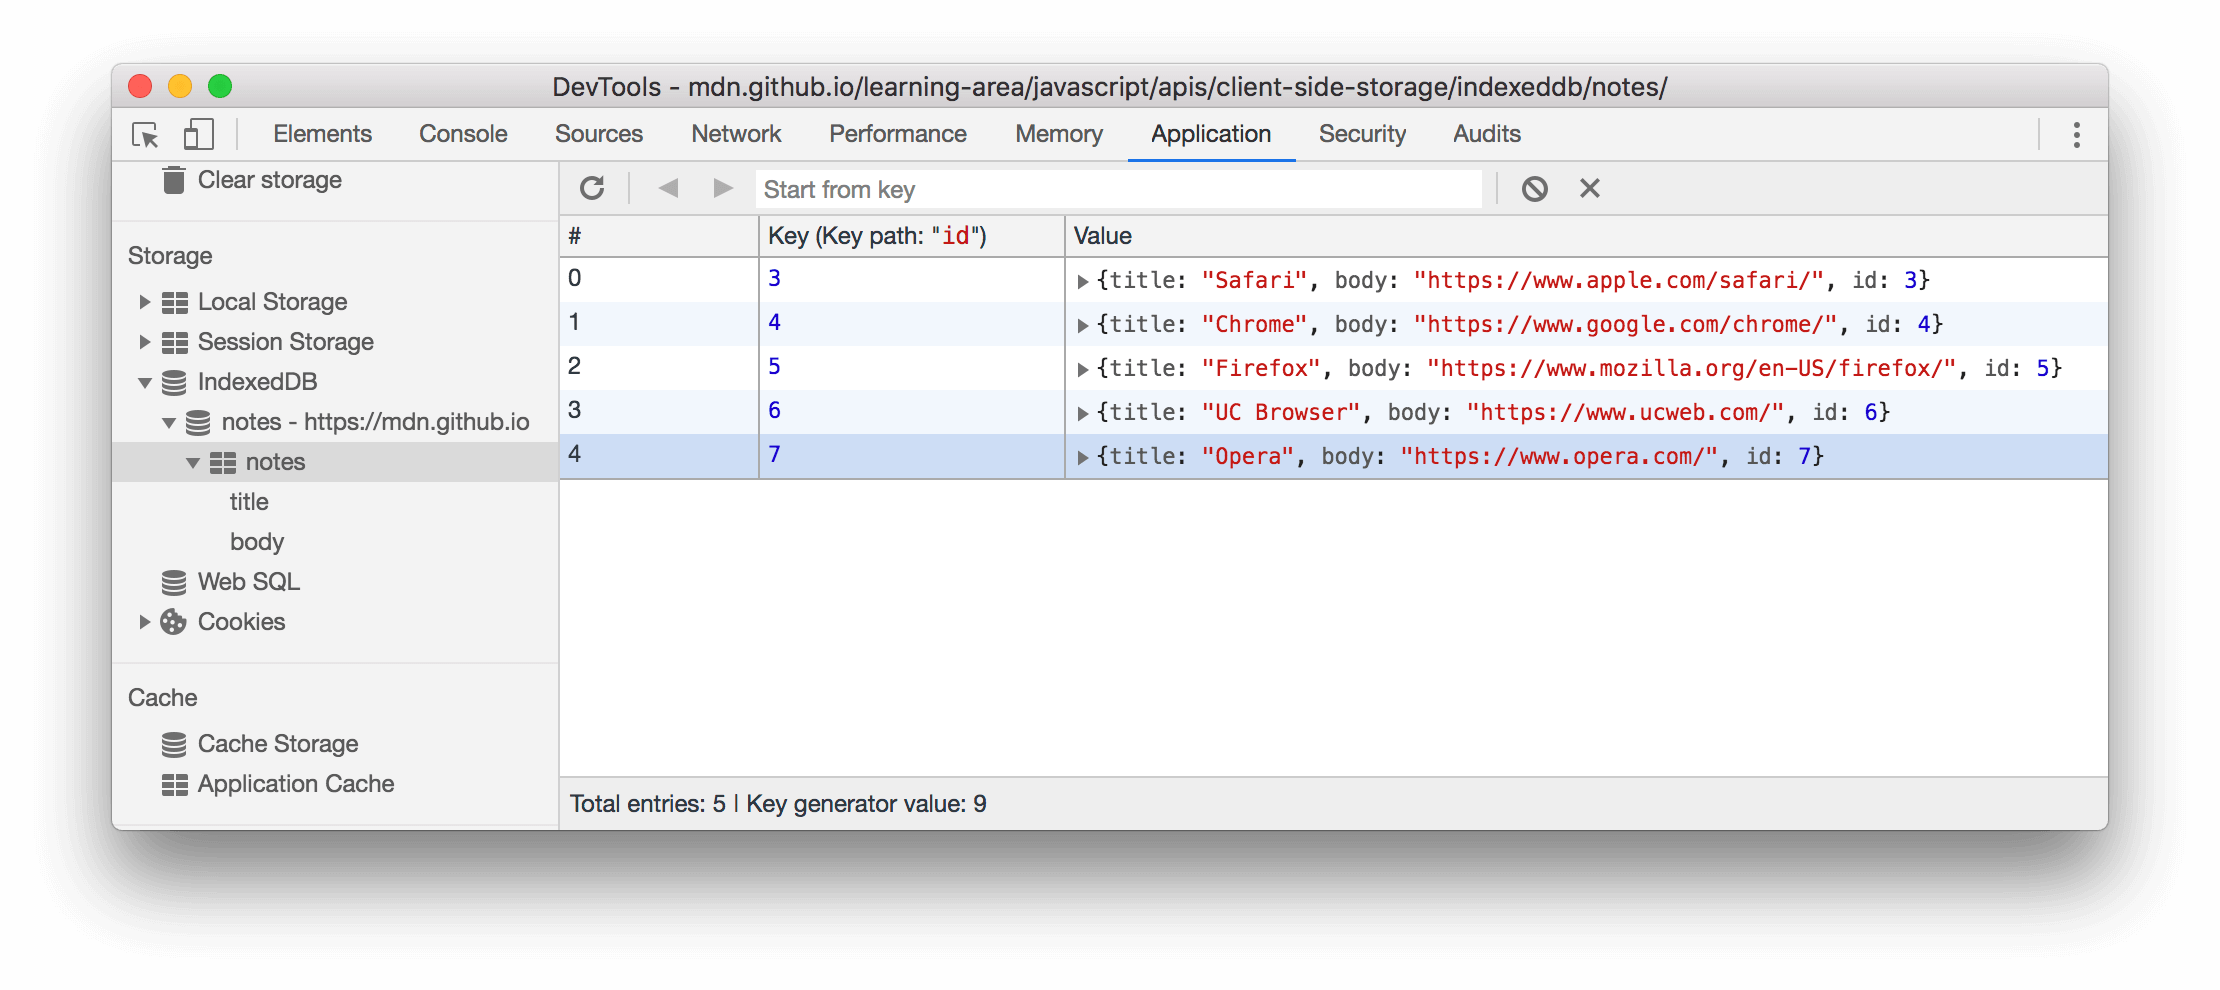 DevTools - mdn.github.io/learning-area/javascript/apis/client-side-storage/indexeddb/notes/
Elements Console Sources Network Performance Memory Application Security Audits
Clear storage
Storage
Local Storage
Session Storage
IndexedDB
notes - https://mdn.github.io
notes
title
body
Web SQL
Cookies
Cache
Cache Storage
Application Cache
Start from key
# Key (Key path: "id") Value
0 3 {title: "Safari", body: "https://www.apple.com/safari/", id: 3}
1 4 {title: "Chrome", body: "https://www.google.com/chrome/", id: 4}
2 5 {title: "Firefox", body: "https://www.mozilla.org/en-US/firefox/", id: 5}
3 6 {title: "UC Browser", body: "https://www.ucweb.com/", id: 6}
4 7 {title: "Opera", body: "https://www.opera.com/", id: 7}
Total entries: 5 | Key generator value: 9